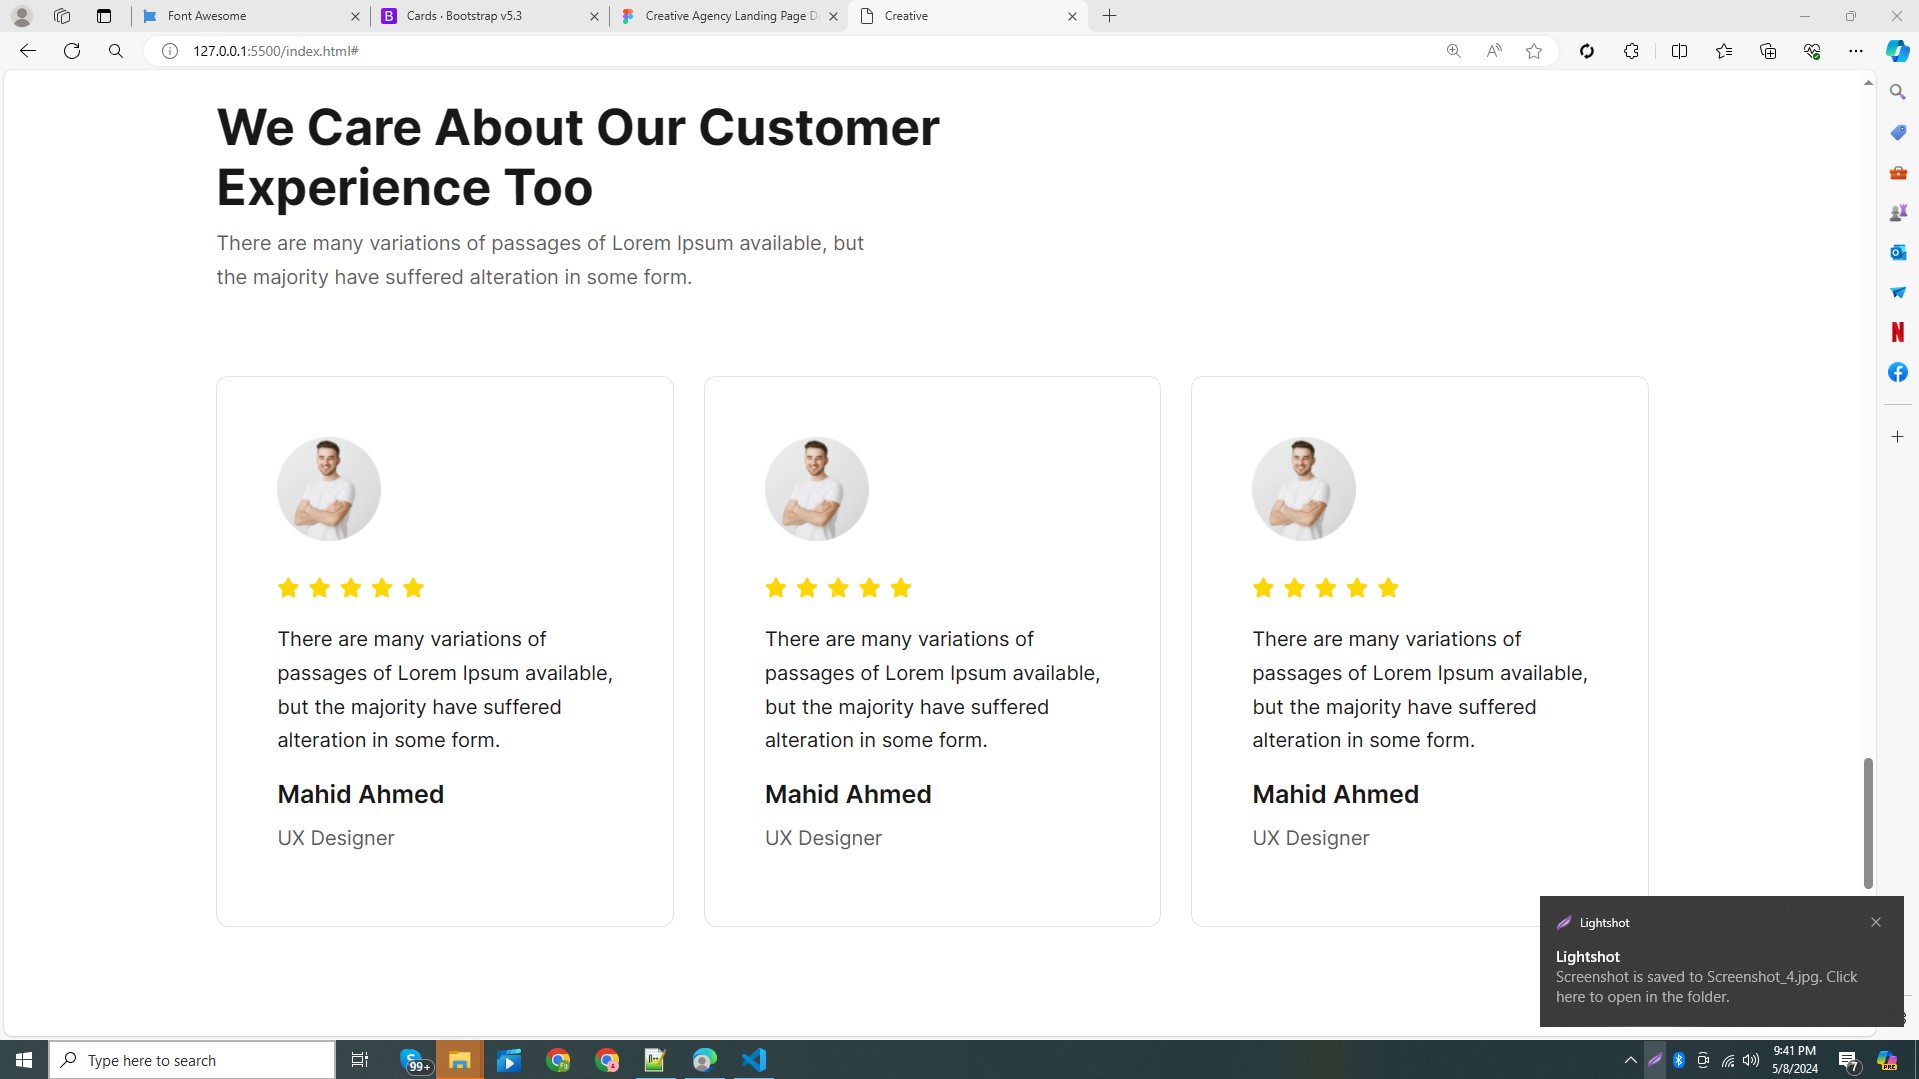 Font Awesome
Cards · Bootstrap v5.3
Creative Agency Landing Page D
Creative
127.0.0.1:5500/index.html#
We Care About Our Customer
Experience Too
There are many variations of passages of Lorem Ipsum available, but
the majority have suffered alteration in some form.
There are many variations of
passages of Lorem Ipsum available,
but the majority have suffered
alteration in some form.
Mahid Ahmed
UX Designer
There are many variations of
passages of Lorem Ipsum available,
but the majority have suffered
alteration in some form.
Mahid Ahmed
UX Designer
There are many variations of
passages of Lorem Ipsum available,
but the majority have suffered
alteration in some form.
Mahid Ahmed
UX Designer
Lightshot
Lightshot
Screenshot is saved to Screenshot_4.jpg. Click
here to open in the folder.
Type here to search
99+
9:41 PM
5/8/2024
7
PRE